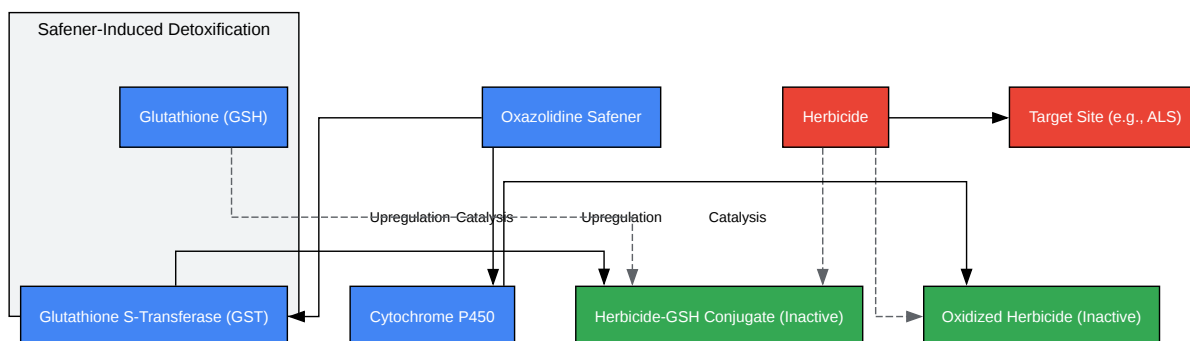 Safener-Induced Detoxification
Glutathione (GSH)
Oxazolidine Safener
Herbicide
Target Site (e.g., ALS)
Upregulation
Catalysis
Upregulation
Catalysis
Glutathione S-Transferase (GST)
Cytochrome P450
Herbicide-GSH Conjugate (Inactive)
Oxidized Herbicide (Inactive)